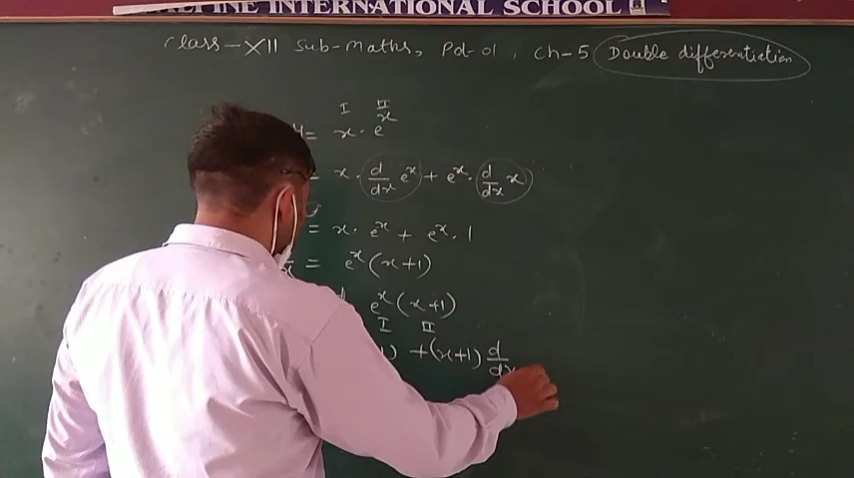 INTERNATIONAL SCHOOL
Class-XII Sub-Maths, Pd-01, Ch-5 Double differentiation
I II
y = x . e^x
= x . d/dx e^x + e^x . d/dx x
= x . e^x + e^x . 1
= e^x (x+1)
e^x (x+1)
I II
+ (x+1) d/dx